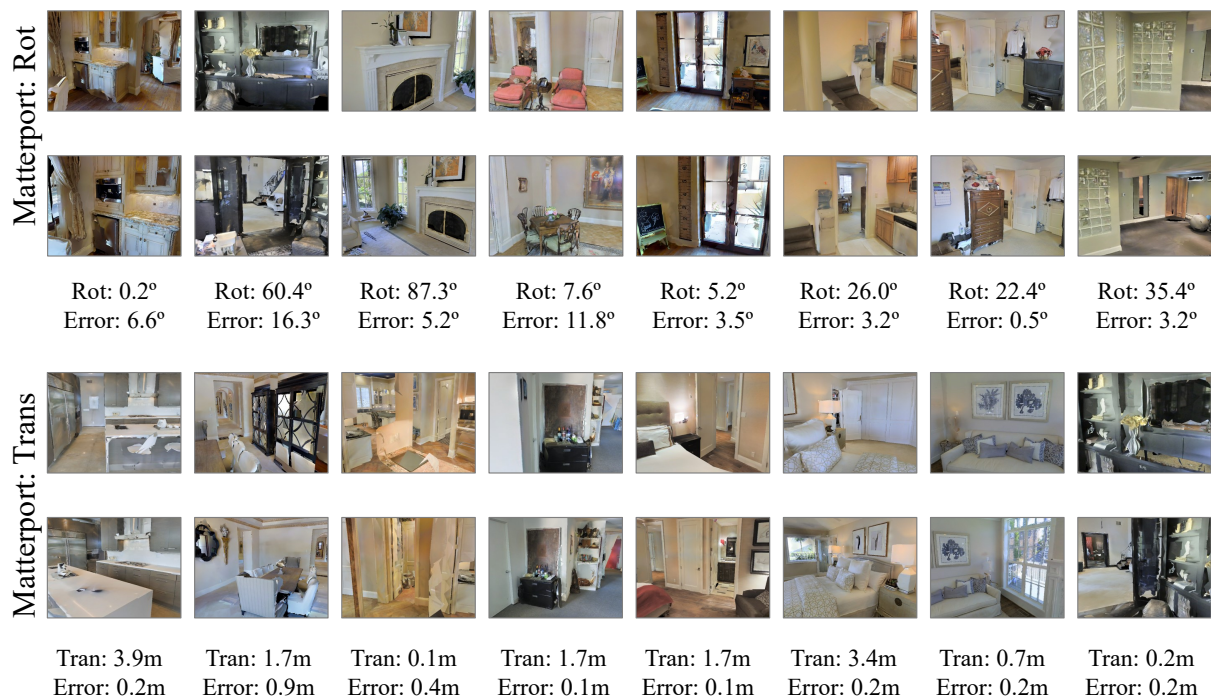 Matterport: Rot
Rot: 0.2º Rot: 60.4º Rot: 87.3º Rot: 7.6º Rot: 5.2º Rot: 26.0º Rot: 22.4º Rot: 35.4º
Error: 6.6º Error: 16.3º Error: 5.2º Error: 11.8º Error: 3.5º Error: 3.2º Error: 0.5º Error: 3.2º
Matterport: Trans
Tran: 3.9m Tran: 1.7m Tran: 0.1m Tran: 1.7m Tran: 1.7m Tran: 3.4m Tran: 0.7m Tran: 0.2m
Error: 0.2m Error: 0.9m Error: 0.4m Error: 0.1m Error: 0.1m Error: 0.2m Error: 0.2m Error: 0.2m